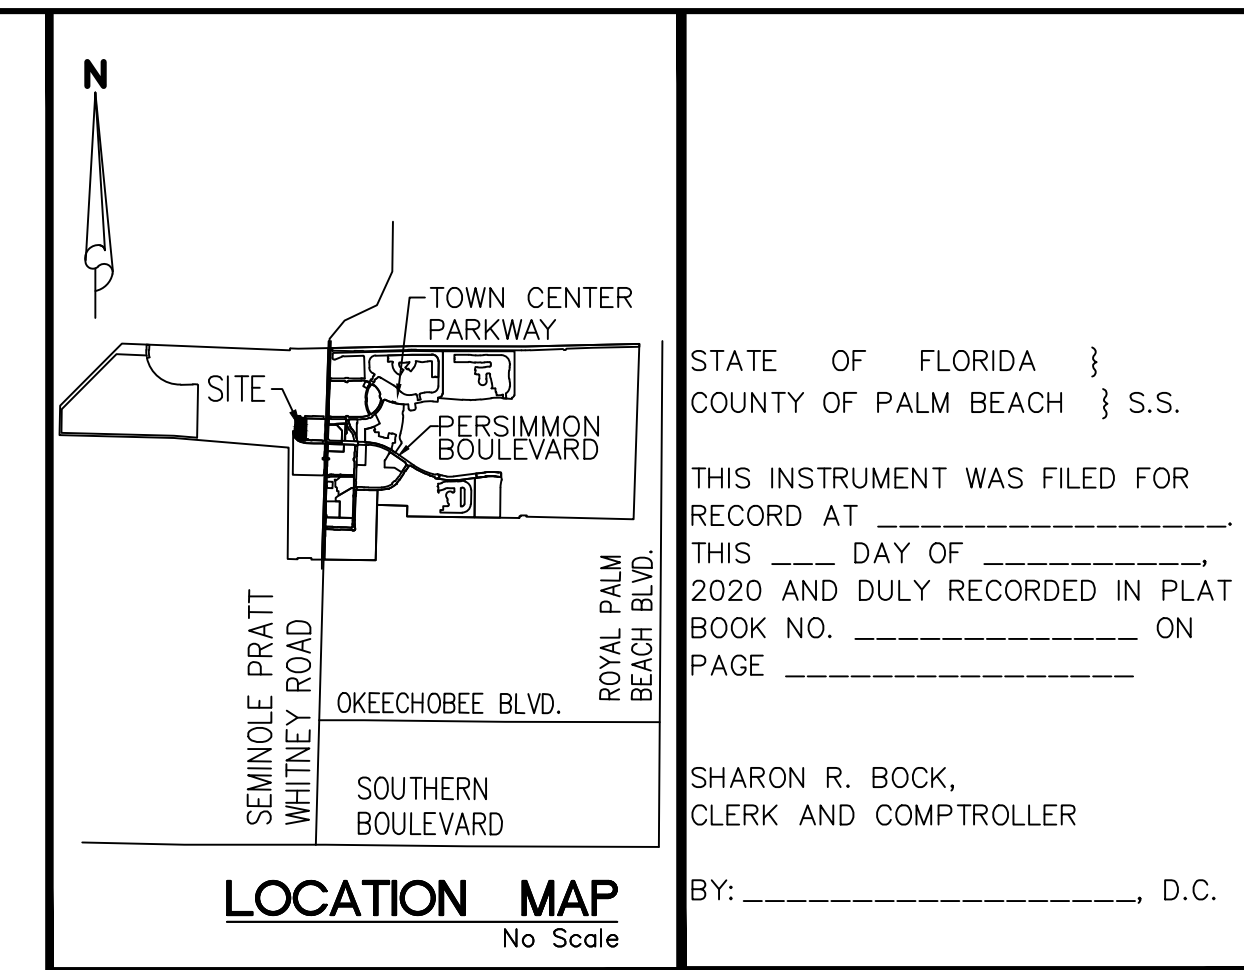 N
TOWN CENTER
PARKWAY
SITE
PERSIMMON
BOULEVARD
SEMINOLE PRATT
WHITNEY ROAD
ROYAL PALM
BEACH BLVD.
OKEECHOBEE BLVD.
SOUTHERN
BOULEVARD
LOCATION MAP
No Scale
STATE OF FLORIDA }
COUNTY OF PALM BEACH } S.S.
THIS INSTRUMENT WAS FILED FOR
RECORD AT ________________.
THIS ___ DAY OF __________,
2020 AND DULY RECORDED IN PLAT
BOOK NO. _____________ ON
PAGE ________________
SHARON R. BOCK,
CLERK AND COMPTROLLER
BY: __________________, D.C.